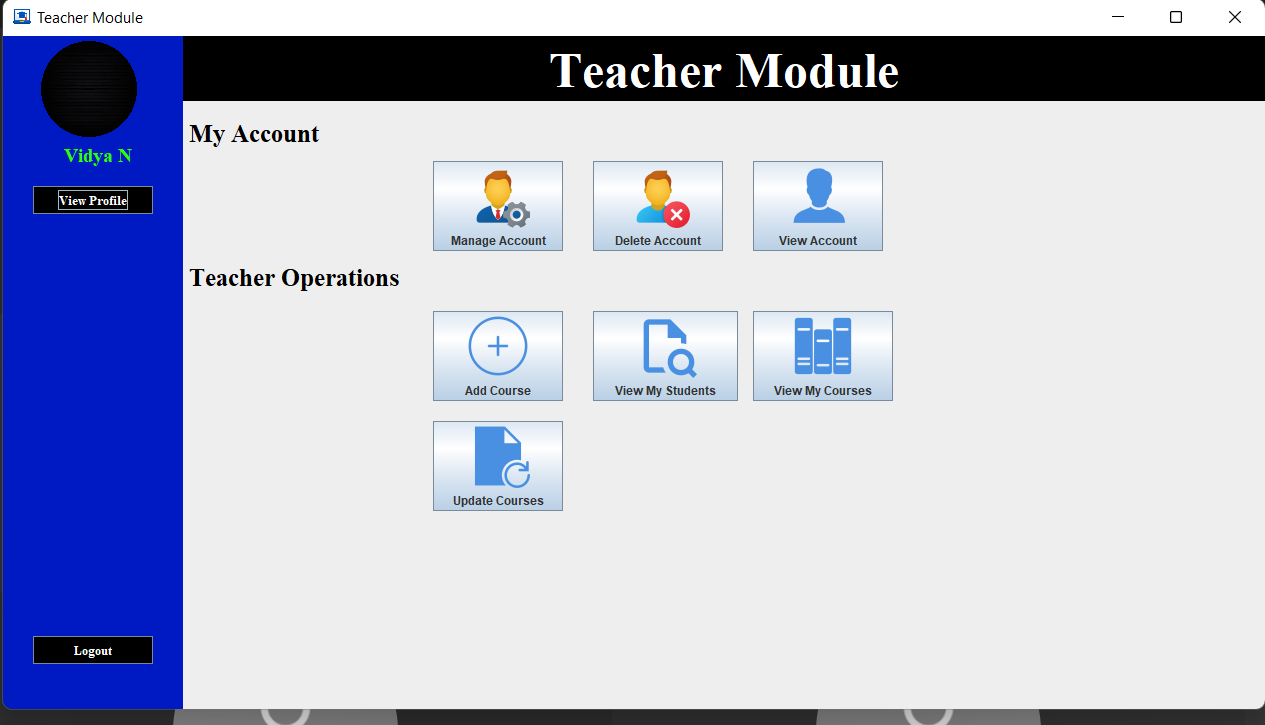 Teacher Module
Teacher Module
Vidya N
View Profile
My Account
Manage Account
Delete Account
View Account
Teacher Operations
Add Course
View My Students
View My Courses
Update Courses
Logout